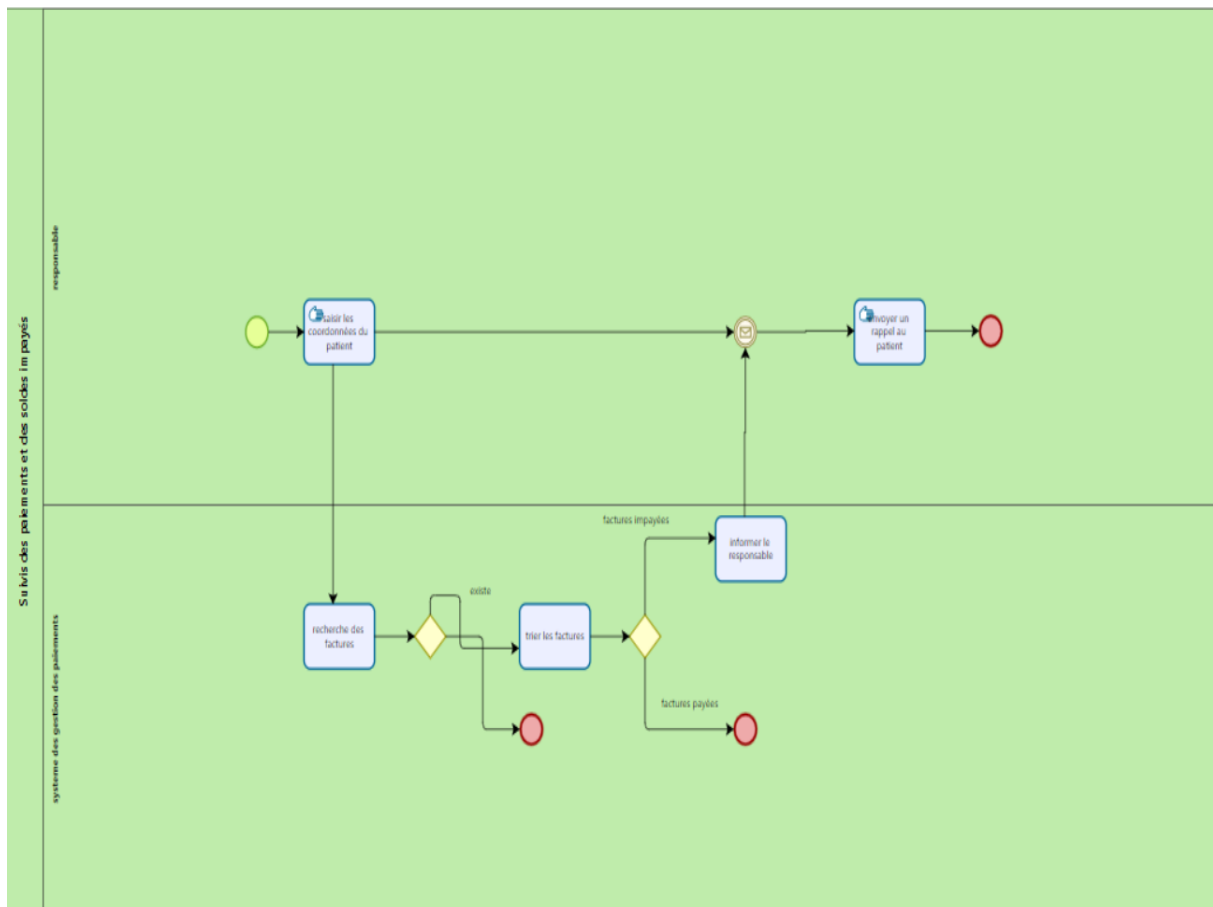 Suivis des paiements et des soldes impayés
responsable
saisir les
coordonnées du
patient
envoyer un
rappel au
patient
systeme des gestion des paiements
factures impayées
informer le
responsable
existe
recherche des
factures
trier les factures
factures payées